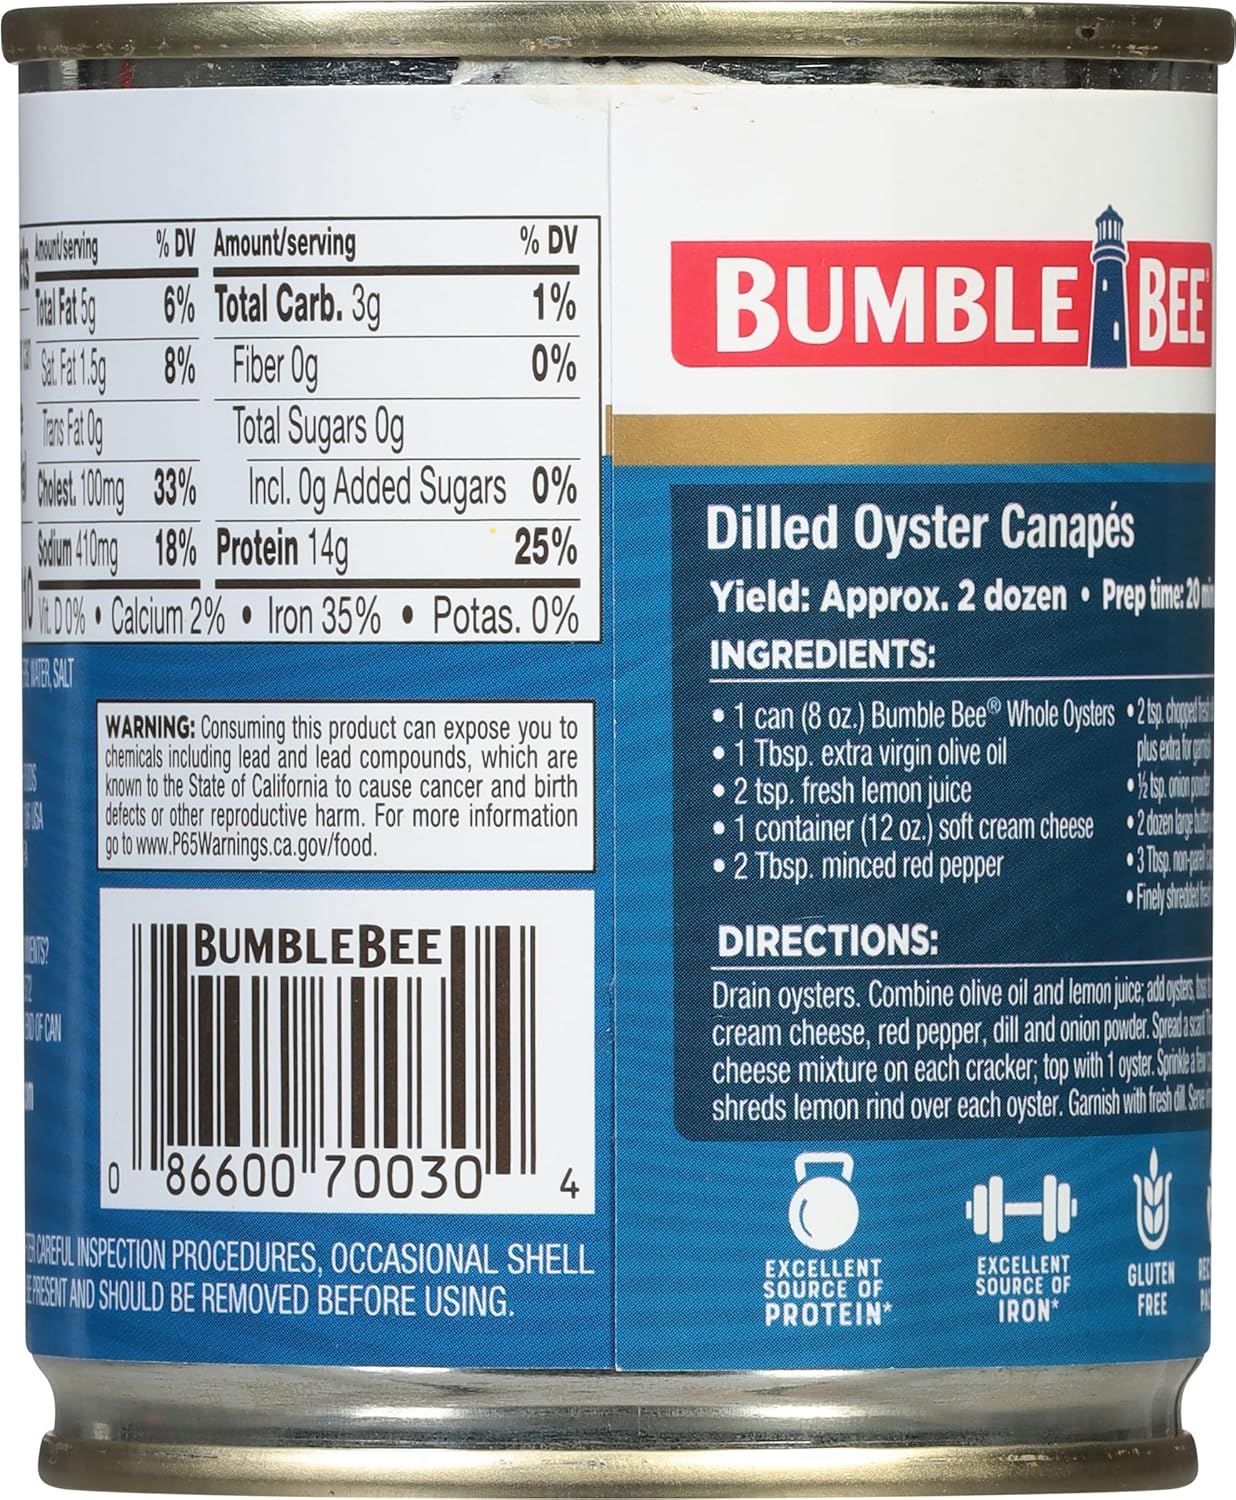 Amount/serving % DV Amount/serving % DV
Total Fat 5g 6% Total Carb. 3g 1%
Sat. Fat 1.5g 8% Fiber 0g 0%
Trans Fat 0g Total Sugars 0g
Cholest. 100mg 33% Incl. 0g Added Sugars 0%
Sodium 410mg 18% Protein 14g 25%
Vit. D 0% • Calcium 2% • Iron 35% • Potas. 0%
WATER, SALT
WARNING: Consuming this product can expose you to
chemicals including lead and lead compounds, which are
known to the State of California to cause cancer and birth
defects or other reproductive harm. For more information
go to www.P65Warnings.ca.gov/food.
USA
END OF CAN
BUMBLEBEE
0 86600 70030 4
CAREFUL INSPECTION PROCEDURES, OCCASIONAL SHELL
PRESENT AND SHOULD BE REMOVED BEFORE USING.
BUMBLE BEE®
Dilled Oyster Canapés
Yield: Approx. 2 dozen • Prep time: 20 min
INGREDIENTS:
• 1 can (8 oz.) Bumble Bee® Whole Oysters
• 1 Tbsp. extra virgin olive oil
• 2 tsp. fresh lemon juice
• 1 container (12 oz.) soft cream cheese
• 2 Tbsp. minced red pepper
• 2 tsp. chopped fresh
plus extra for garnish
• ½ tsp. onion powder
• 2 dozen large
• 3 Tbsp. non-pareil
• Finely shredded
DIRECTIONS:
Drain oysters. Combine olive oil and lemon juice; add oysters,
cream cheese, red pepper, dill and onion powder. Spread a scant
cheese mixture on each cracker; top with 1 oyster. Sprinkle a few
shreds lemon rind over each oyster. Garnish with fresh dill. Serve
EXCELLENT
SOURCE OF
PROTEIN*
EXCELLENT
SOURCE OF
IRON*
GLUTEN
FREE